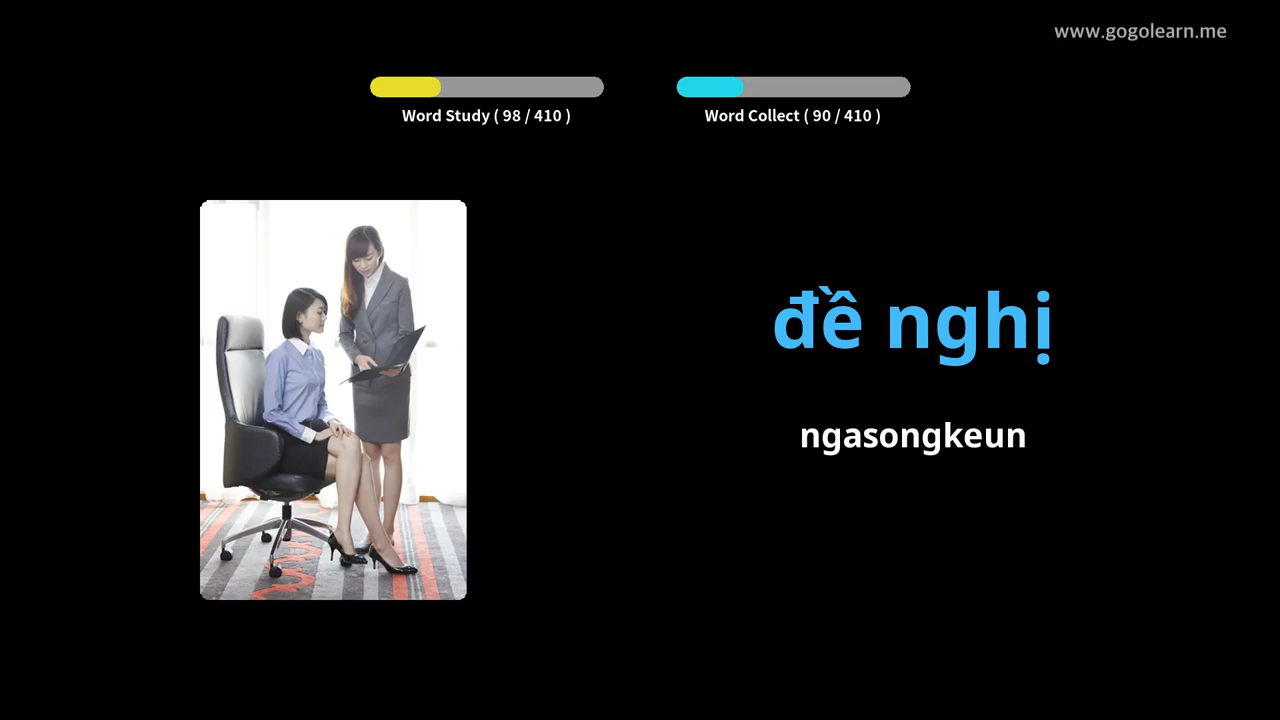 www.gogolearn.me
Word Study ( 98 / 410 )
Word Collect ( 90 / 410 )
đề nghị
ngasongkeun